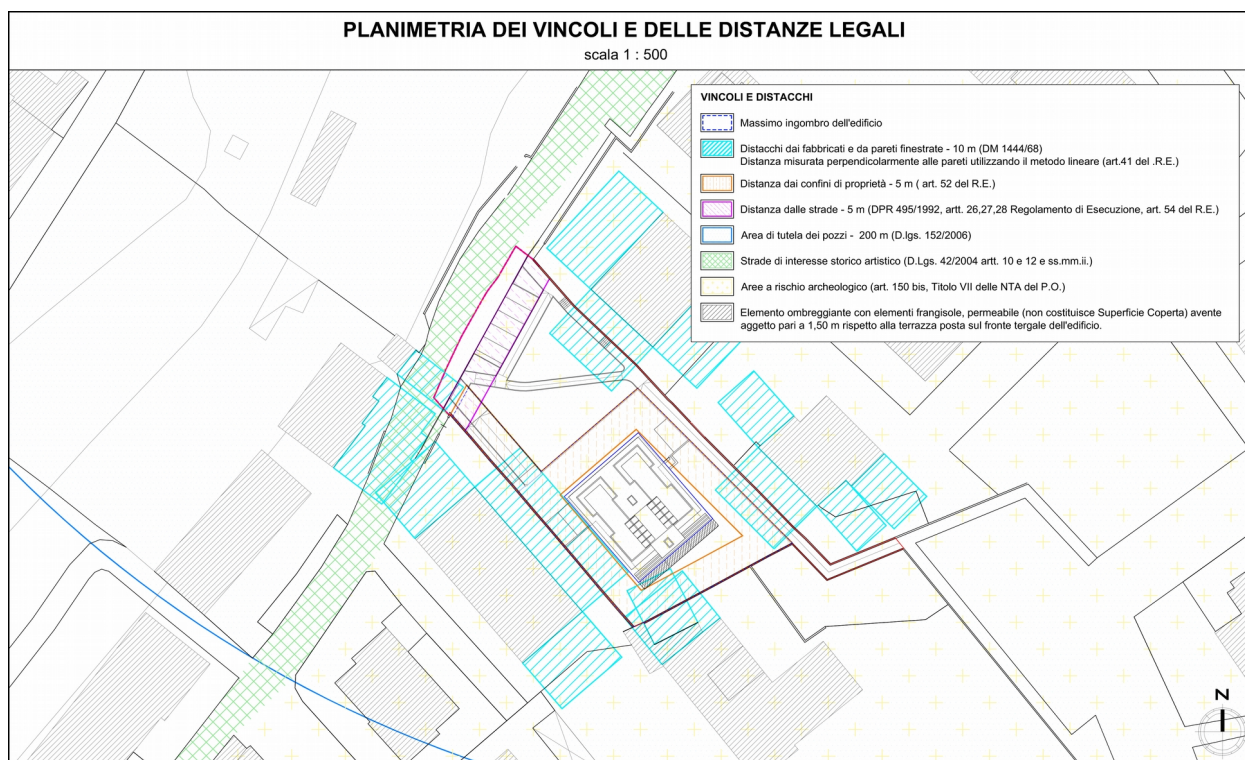 PLANIMETRIA DEI VINCOLI E DELLE DISTANZE LEGALI
scala 1 : 500
VINCOLI E DISTACCHI
Massimo ingombro dell'edificio
Distacchi dai fabbricati e da pareti finestrate - 10 m (DM 1444/68)
Distanza misurata perpendicolarmente alle pareti utilizzando il metodo lineare (art.41 del .R.E.)
Distanza dai confini di proprietà - 5 m ( art. 52 del R.E.)
Distanza dalle strade - 5 m (DPR 495/1992, artt. 26,27,28 Regolamento di Esecuzione, art. 54 del R.E.)
Area di tutela dei pozzi - 200 m (D.lgs. 152/2006)
Strade di interesse storico artistico (D.Lgs. 42/2004 artt. 10 e 12 e ss.mm.ii.)
Aree a rischio archeologico (art. 150 bis, Titolo VII delle NTA del P.O.)
Elemento ombreggiante con elementi frangisole, permeabile (non costituisce Superficie Coperta) avente
aggetto pari a 1,50 m rispetto alla terrazza posta sul fronte tergale dell'edificio.
N